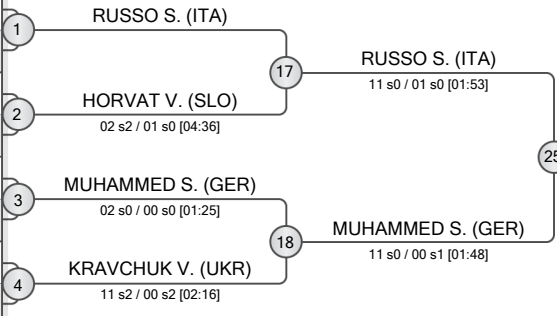 1
RUSSO S. (ITA)
17
RUSSO S. (ITA)
11 s0 / 01 s0 [01:53]
2
HORVAT V. (SLO)
02 s2 / 01 s0 [04:36]
25
3
MUHAMMED S. (GER)
02 s0 / 00 s0 [01:25]
18
MUHAMMED S. (GER)
11 s0 / 00 s1 [01:48]
4
KRAVCHUK V. (UKR)
11 s2 / 00 s2 [02:16]